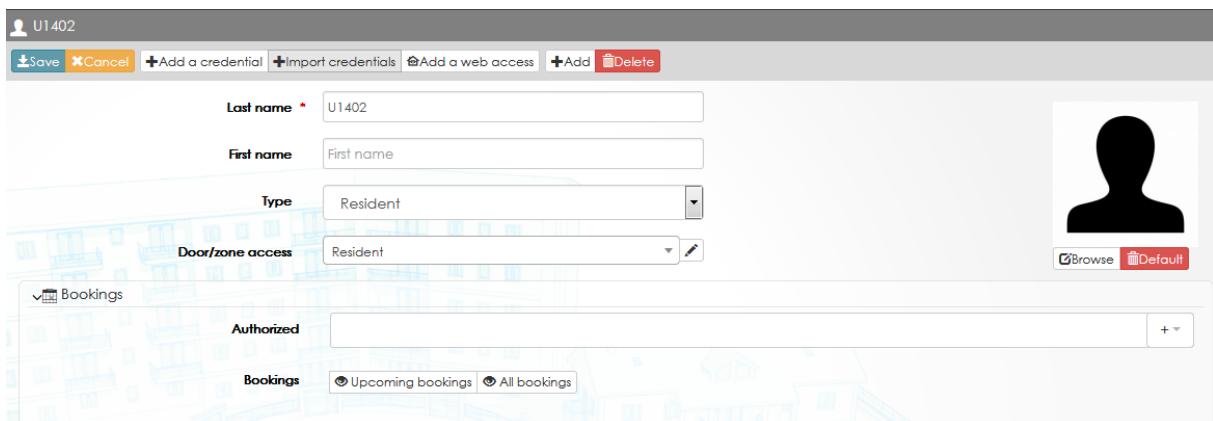 U1402
Save Cancel Add a credential Import credentials Add a web access Add Delete
Last name * U1402
First name First name
Type Resident
Door/zone access Resident
Browse Default
Bookings
Authorized +
Bookings Upcoming bookings All bookings